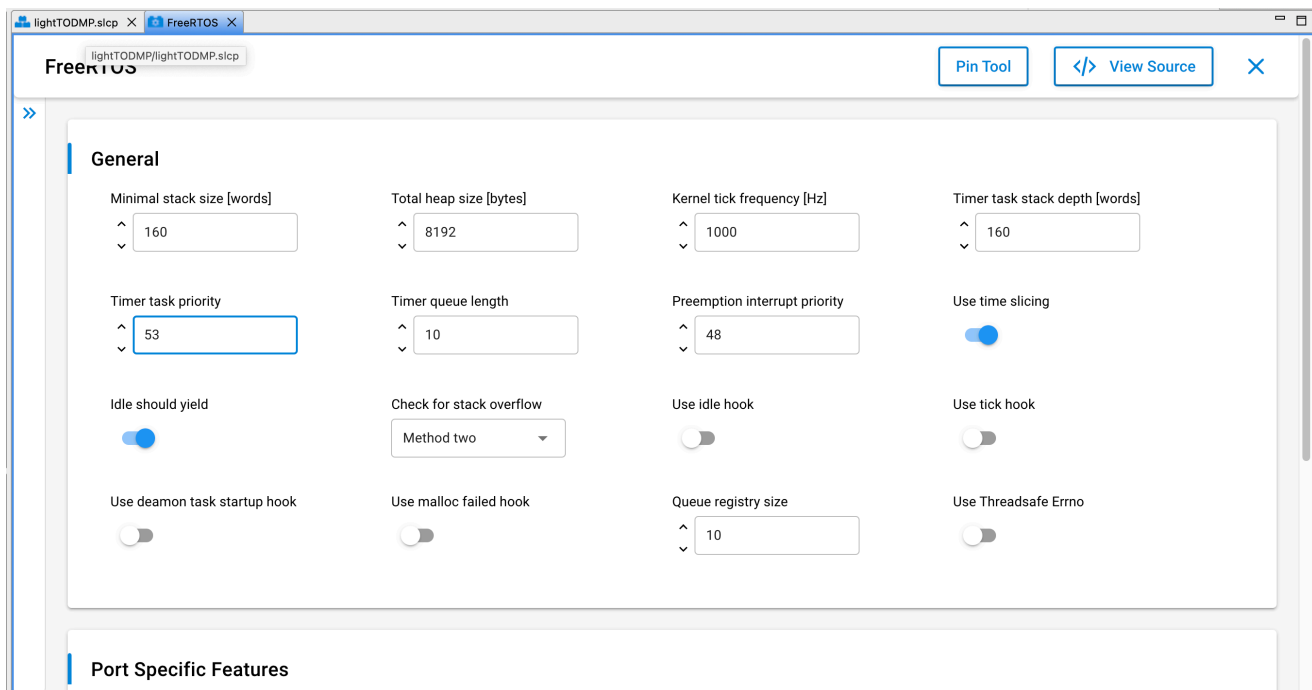 lightTODMP.slcp
FreeRTOS
lightTODMP/lightTODMP.slcp
FreeRTOS
Pin Tool
</> View Source
General
Minimal stack size [words]
Total heap size [bytes]
Kernel tick frequency [Hz]
Timer task stack depth [words]
160
8192
1000
160
Timer task priority
Timer queue length
Preemption interrupt priority
Use time slicing
53
10
48
Idle should yield
Check for stack overflow
Use idle hook
Use tick hook
Method two
Use deamon task startup hook
Use malloc failed hook
Queue registry size
Use Threadsafe Errno
10
Port Specific Features